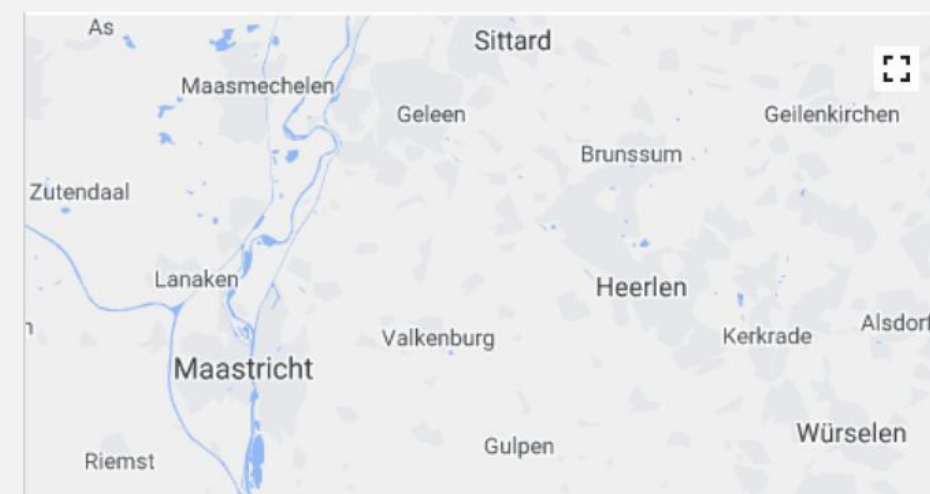 As
Sittard
Maasmechelen
Geleen
Geilenkirchen
Brunssum
Zutendaal
Lanaken
Heerlen
Alsdorf
Valkenburg
Kerkrade
Maastricht
Würselen
Gulpen
Riemst